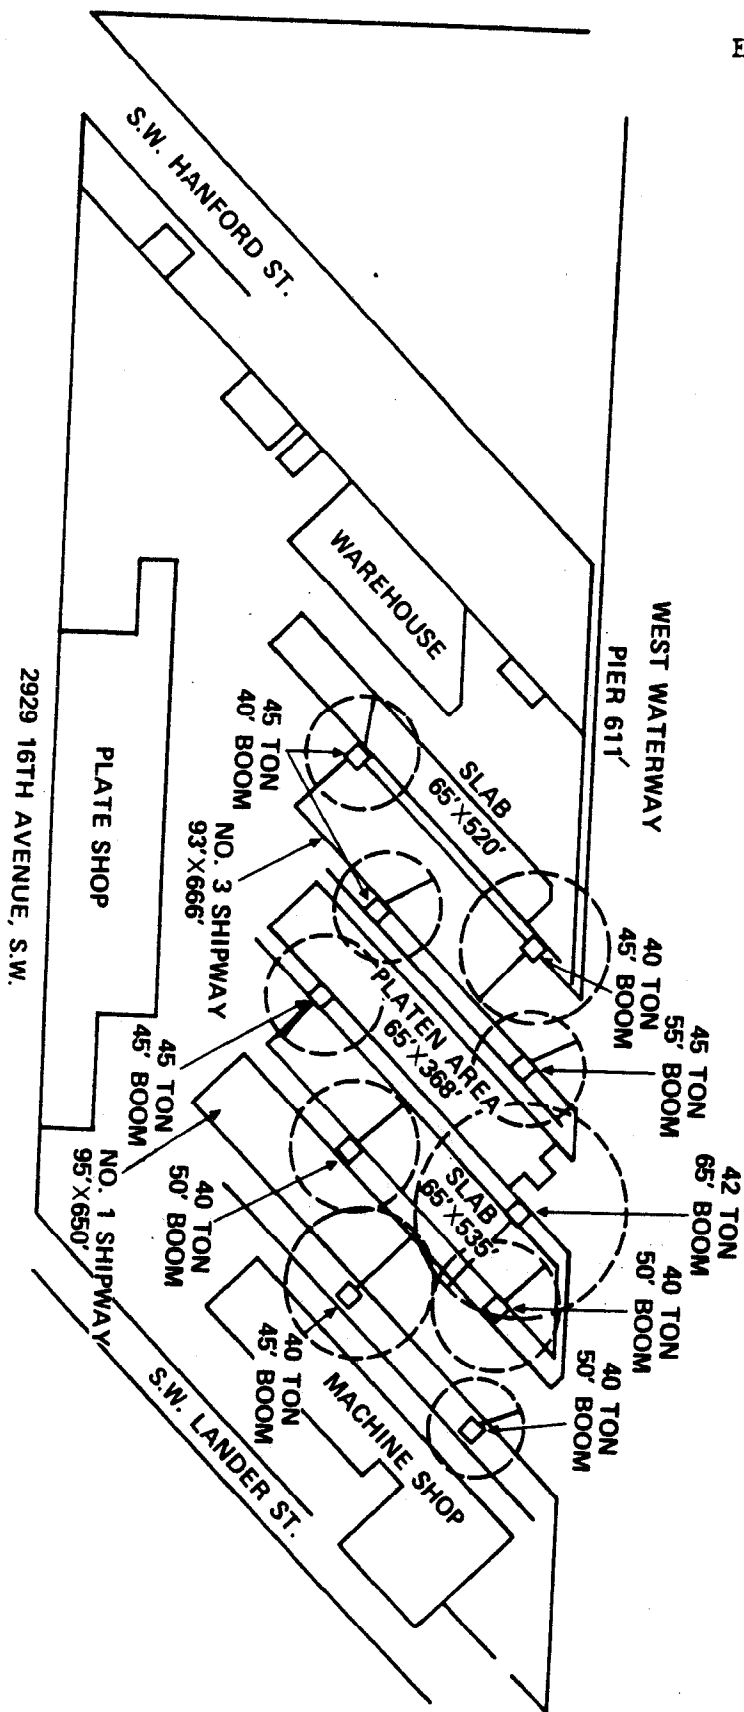 E
S.W. HANFORD ST.
WEST WATERWAY
PIER 611'
WAREHOUSE
SLAB
65'X520'
45 TON
40' BOOM
NO. 3 SHIPWAY
93'X666'
40 TON
45' BOOM
45 TON
55' BOOM
PLATEN AREA
65'X368'
45 TON
45' BOOM
42 TON
65' BOOM
SLAB
65'X535'
40 TON
50' BOOM
40 TON
50' BOOM
40 TON
50' BOOM
NO. 1 SHIPWAY
95'X650'
40 TON
45' BOOM
MACHINE SHOP
S.W. LANDER ST.
PLATE SHOP
2929 16TH AVENUE, S.W.